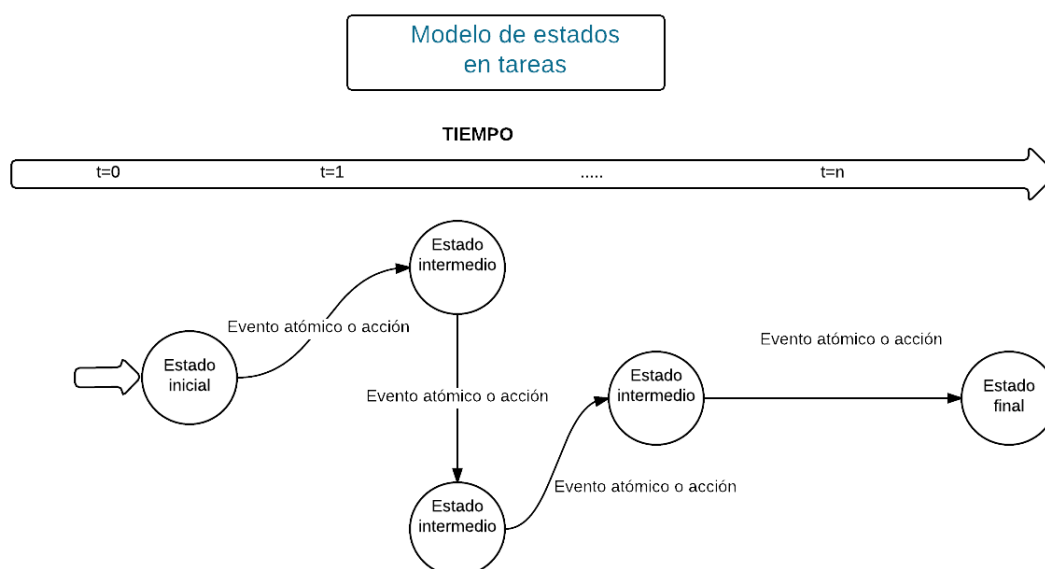 Modelo de estados
en tareas
TIEMPO
t=0
t=1
.....
t=n
Estado
intermedio
Evento atómico o acción
Estado
inicial
Evento atómico o acción
Evento atómico o acción
Estado
intermedio
Estado
final
Evento atómico o acción
Estado
intermedio